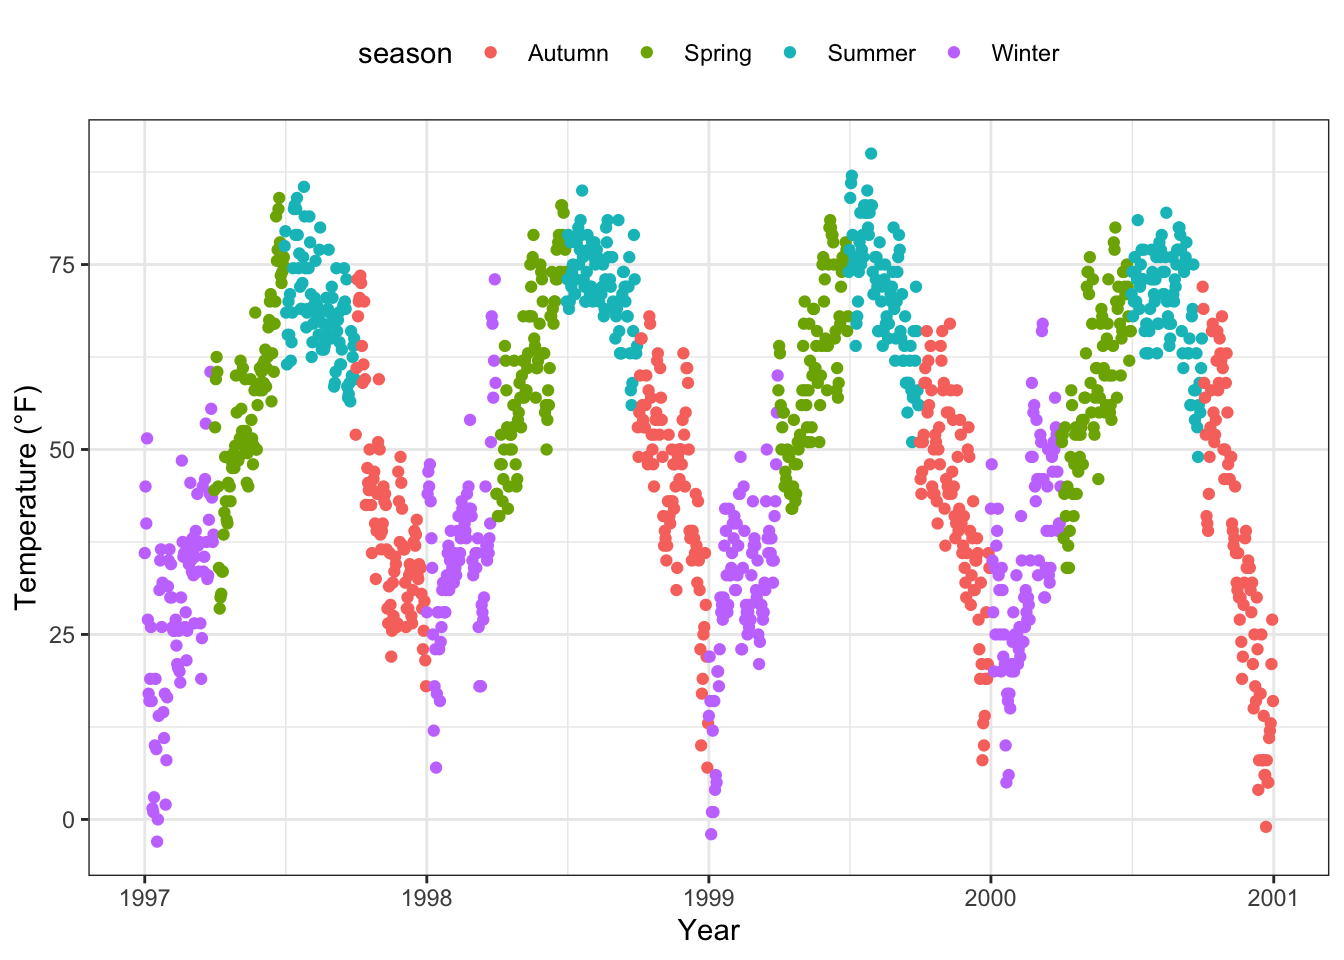 season Autumn Spring Summer Winter
Temperature (°F)
75
50
25
0
1997 1998 1999 2000 2001
Year